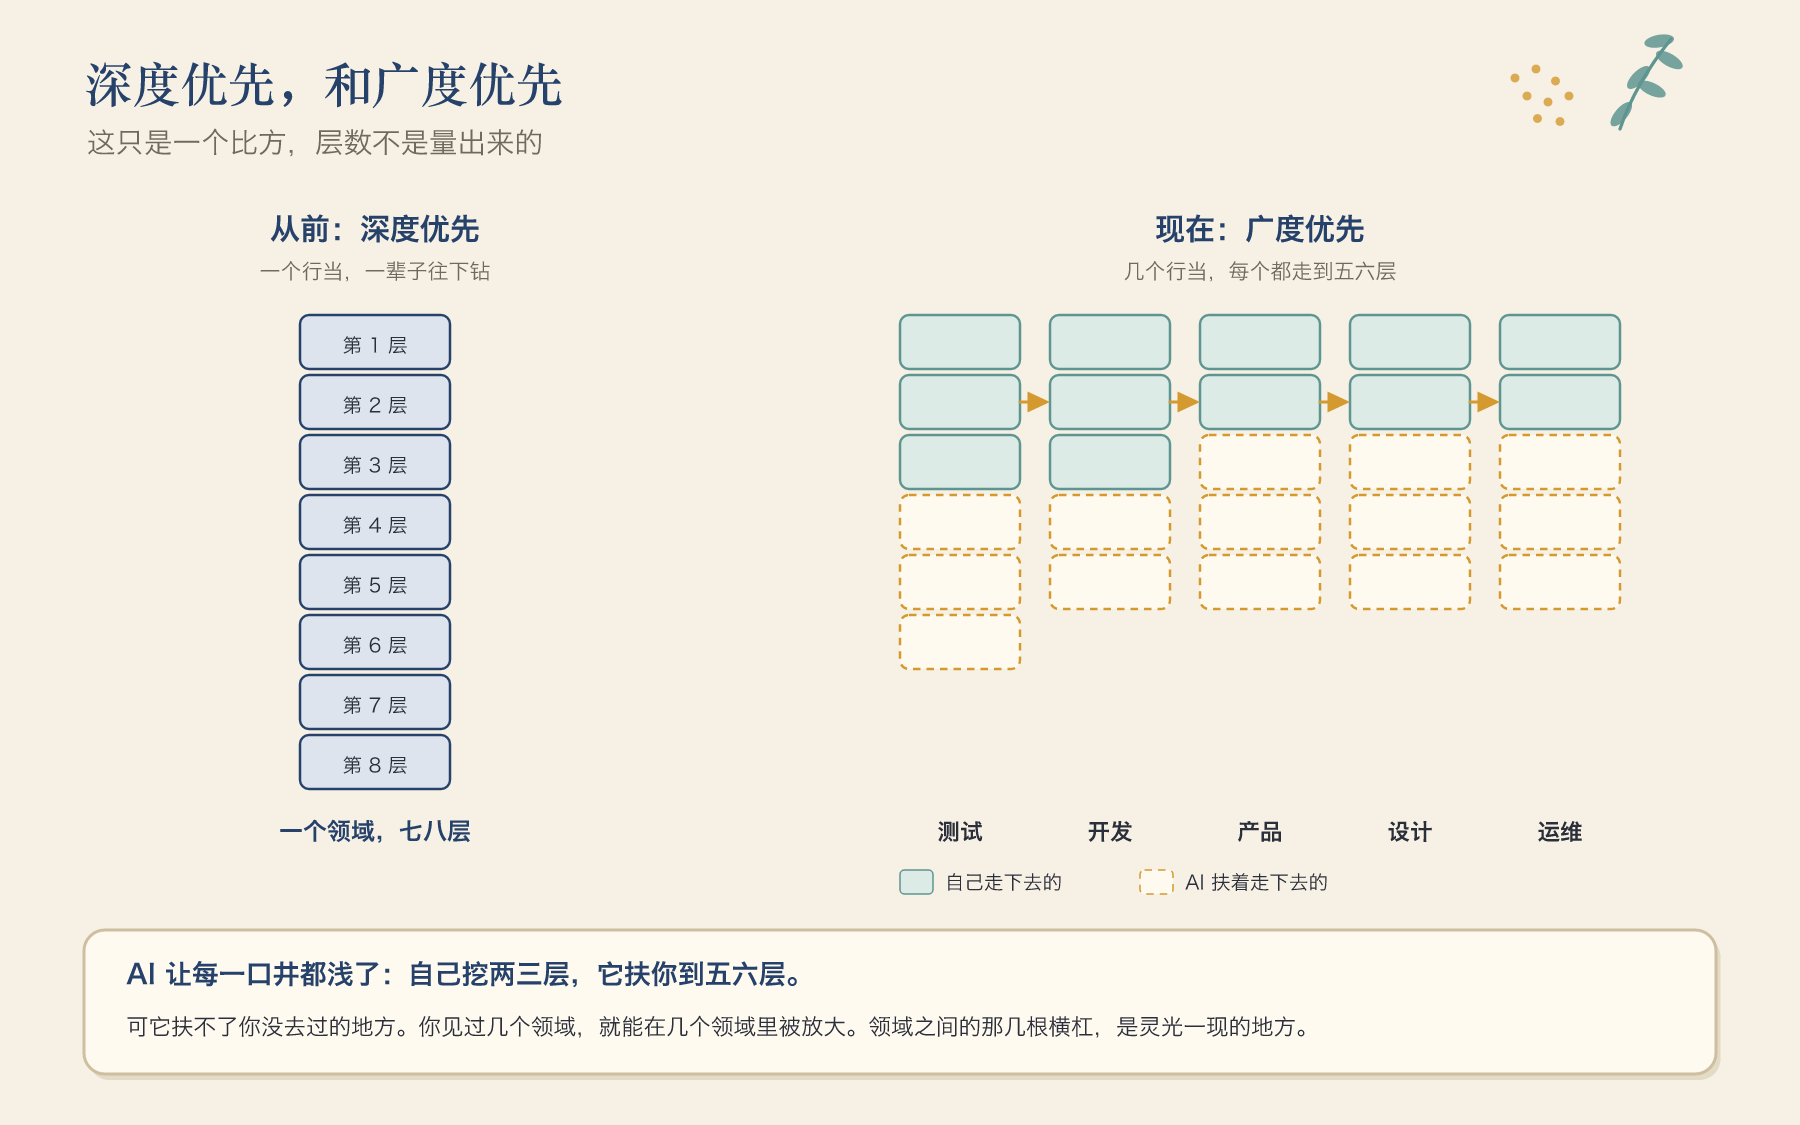 深度优先，和广度优先
这只是一个比方，层数不是量出来的
从前：深度优先
一个行当，一辈子往下钻
第 1 层
第 2 层
第 3 层
第 4 层
第 5 层
第 6 层
第 7 层
第 8 层
一个领域，七八层
现在：广度优先
几个行当，每个都走到五六层
测试
开发
产品
设计
运维
自己走下去的
AI 扶着走下去的
AI 让每一口井都浅了：自己挖两三层，它扶你到五六层。
可它扶不了你没去过的地方。你见过几个领域，就能在几个领域里被放大。领域之间的那几根横杠，是灵光一现的地方。